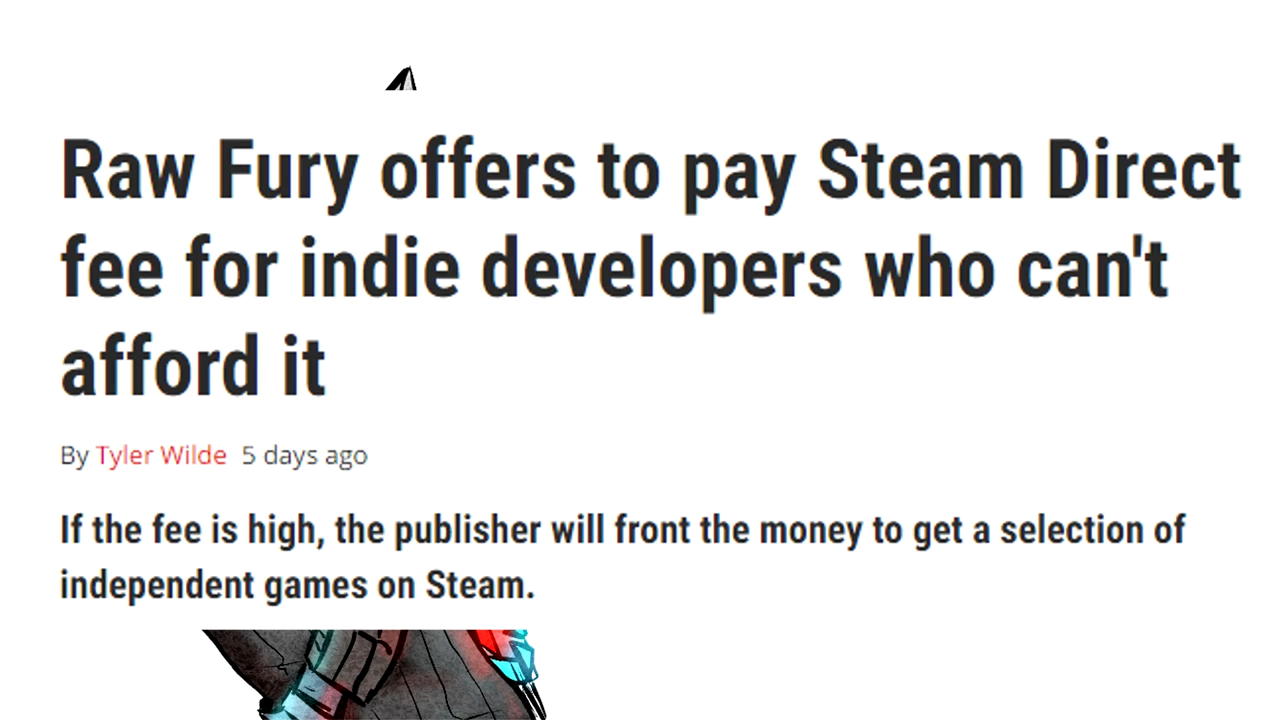 Raw Fury offers to pay Steam Direct
fee for indie developers who can't
afford it
By Tyler Wilde 5 days ago
If the fee is high, the publisher will front the money to get a selection of
independent games on Steam.